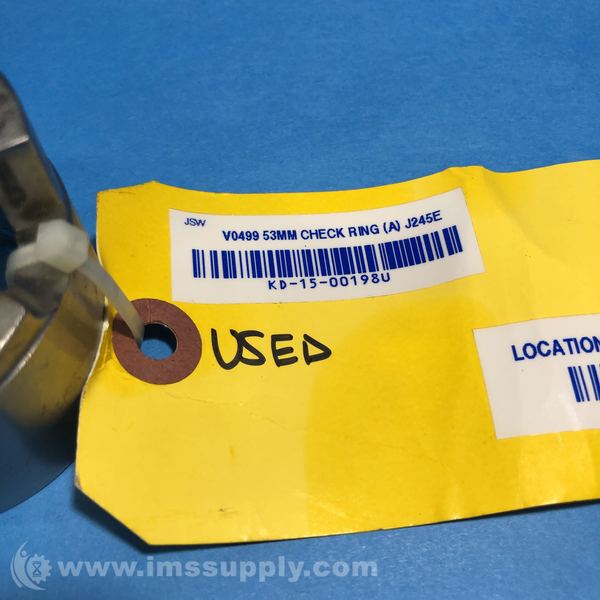 JSW
V0499 53MM CHECK RING (A) J245E
KD-15-00198U
USED
LOCATION
www.imssupply.com